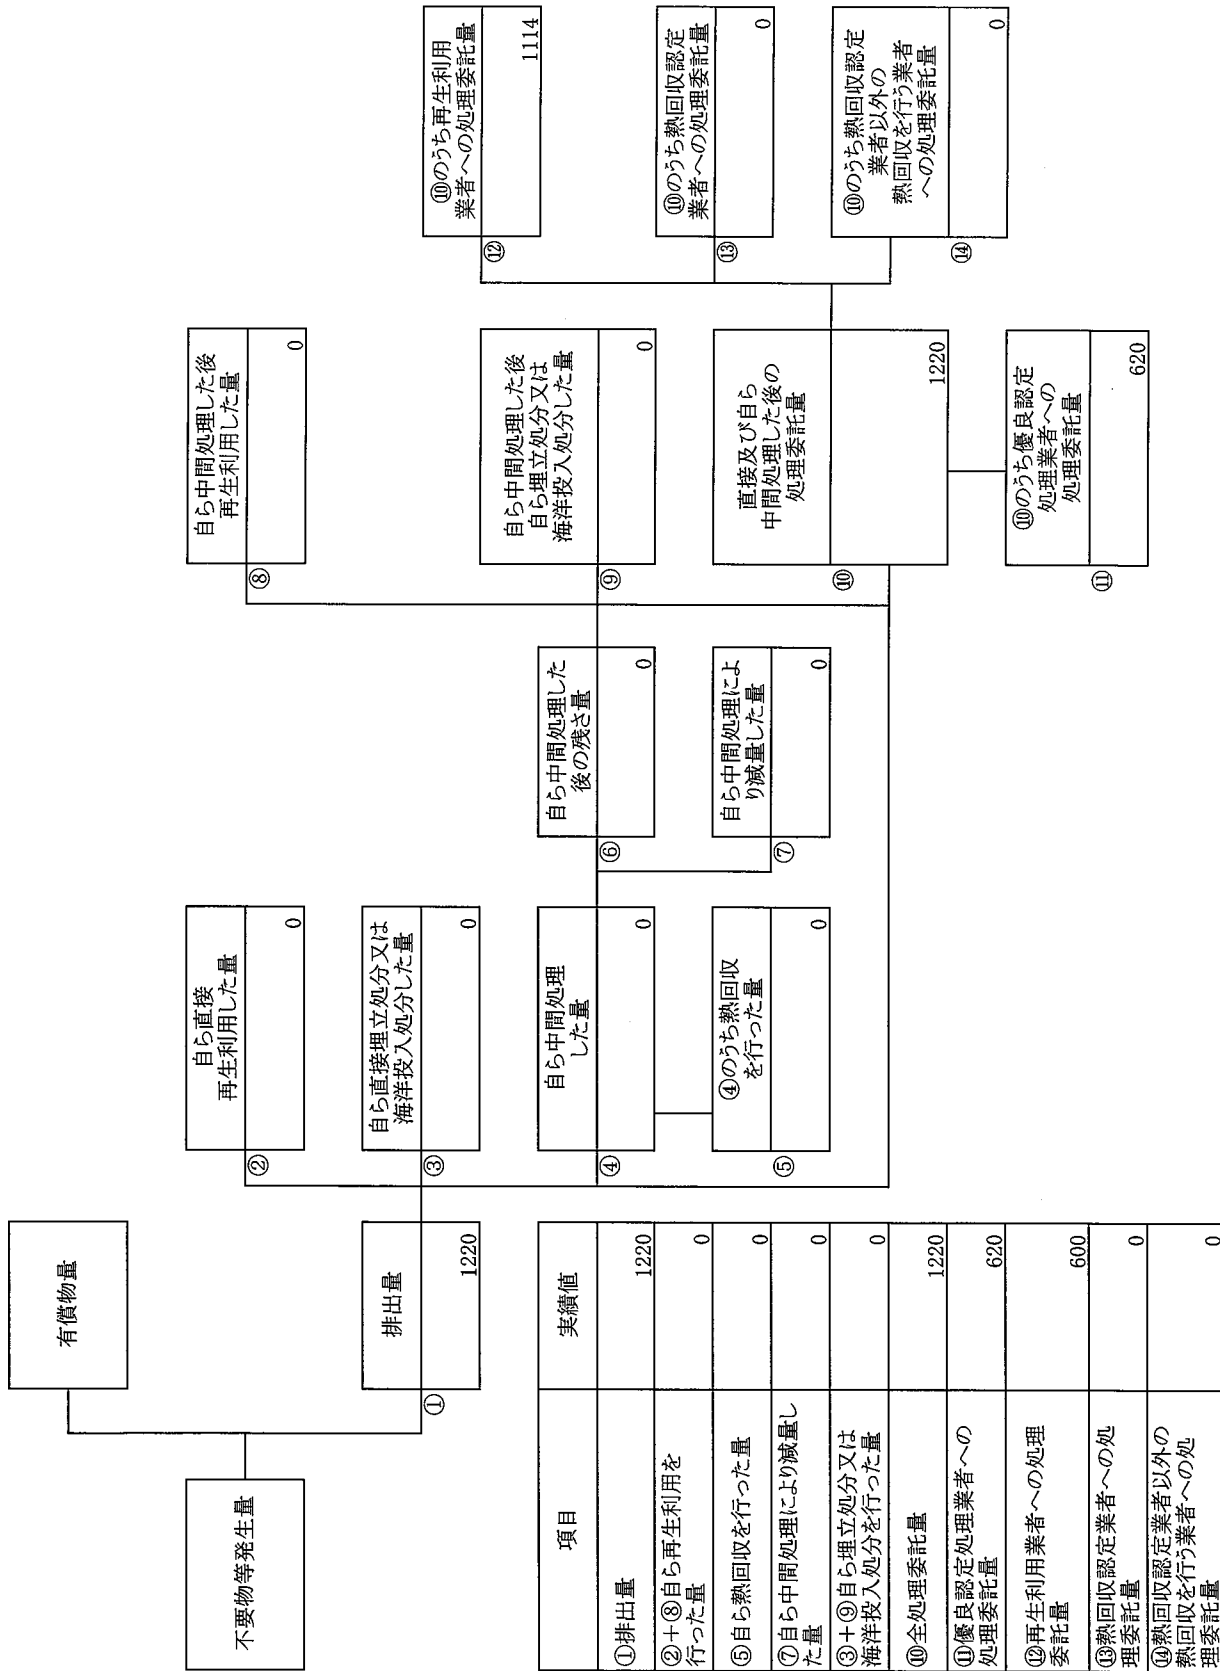 不要物等発生量
有償物量
①
排出量
1220
②
自ら直接
再生利用した量
0
③
自ら直接埋立処分又は
海洋投入処分した量
0
④
自ら中間処理
した量
0
⑤
④のうち熱回収
を行った量
0
⑥
自ら中間処理した
後の残さ量
0
⑦
自ら中間処理によ
り減量した量
0
⑧
自ら中間処理した後
再生利用した量
0
⑨
自ら中間処理した後
自ら埋立処分又は
海洋投入処分した量
0
⑩
直接及び自ら
中間処理した後の
処理委託量
1220
⑪
⑩のうち優良認定
処理業者への
処理委託量
620
⑫
⑩のうち再生利用
業者への処理委託量
1114
⑬
⑩のうち熱回収認定
業者への処理委託量
0
⑭
⑩のうち熱回収認定
業者以外の
熱回収を行う業者
への処理委託量
0
項目 実績値
①排出量 1220
②+⑧自ら再生利用を
行った量 0
⑤自ら熱回収を行った量 0
⑦自ら中間処理により減量し
た量 0
③+⑨自ら埋立処分又は
海洋投入処分を行った量 0
⑩全処理委託量 1220
⑪優良認定処理業者への
処理委託量 620
⑫再生利用業者への処理
委託量 600
⑬熱回収認定業者への処
理委託量 0
⑭熱回収認定業者以外の
熱回収を行う業者への処
理委託量 0